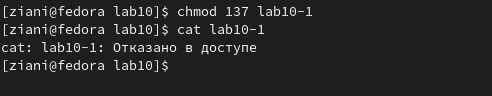 [ziani@fedora lab10]$ chmod 137 lab10-1
[ziani@fedora lab10]$ cat lab10-1
cat: lab10-1: Отказано в доступе
[ziani@fedora lab10]$